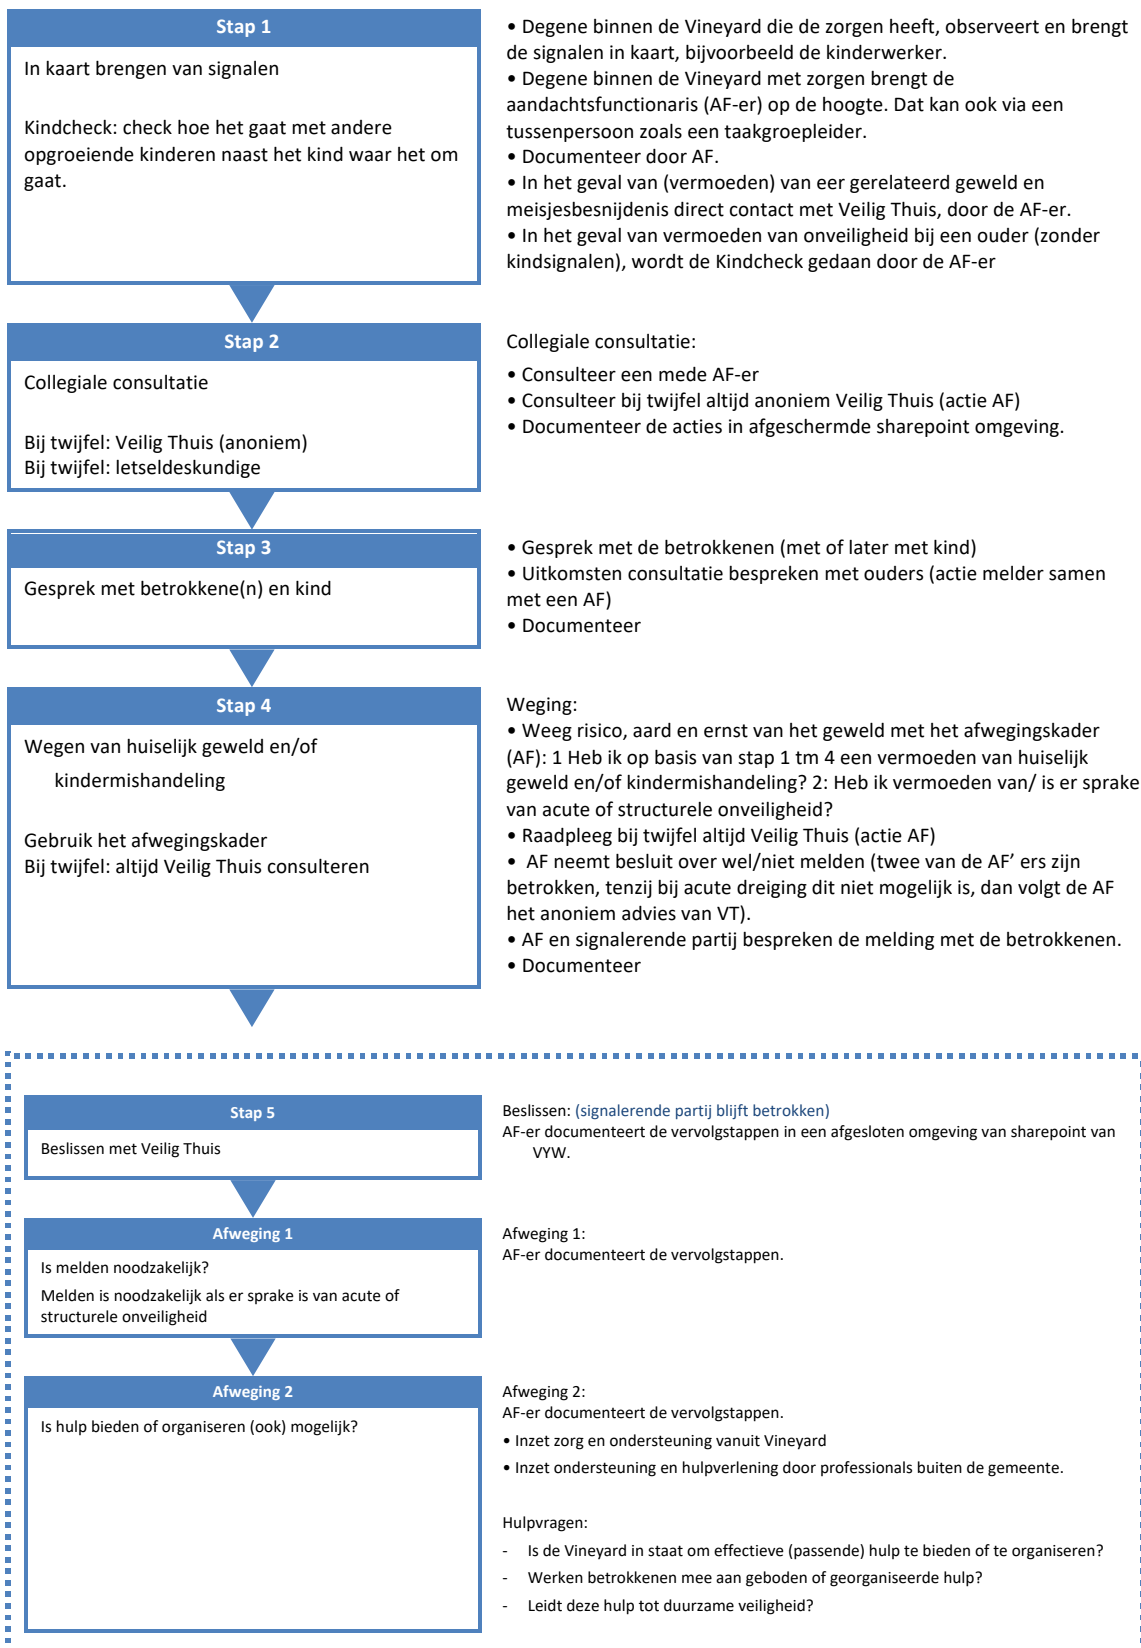 Stap 1
In kaart brengen van signalen
Kindcheck: check hoe het gaat met andere
opgroeiende kinderen naast het kind waar het om
gaat.
• Degene binnen de Vineyard die de zorgen heeft, observeert en brengt
de signalen in kaart, bijvoorbeeld de kinderwerker.
• Degene binnen de Vineyard met zorgen brengt de
aandachtsfunctionaris (AF-er) op de hoogte. Dat kan ook via een
tussenpersoon zoals een taakgroepleider.
• Documenteer door AF.
• In het geval van (vermoeden) van eer gerelateerd geweld en
meisjesbesnijdenis direct contact met Veilig Thuis, door de AF-er.
• In het geval van vermoeden van onveiligheid bij een ouder (zonder
kindsignalen), wordt de Kindcheck gedaan door de AF-er
Stap 2
Collegiale consultatie
Bij twijfel: Veilig Thuis (anoniem)
Bij twijfel: letseldeskundige
Collegiale consultatie:
• Consulteer een mede AF-er
• Consulteer bij twijfel altijd anoniem Veilig Thuis (actie AF)
• Documenteer de acties in afgeschermde sharepoint omgeving.
Stap 3
Gesprek met betrokkene(n) en kind
• Gesprek met de betrokkenen (met of later met kind)
• Uitkomsten consultatie bespreken met ouders (actie melder samen
met een AF)
• Documenteer
Stap 4
Wegen van huiselijk geweld en/of
kindermishandeling
Gebruik het afwegingskader
Bij twijfel: altijd Veilig Thuis consulteren
Weging:
• Weeg risico, aard en ernst van het geweld met het afwegingskader
(AF): 1 Heb ik op basis van stap 1 tm 4 een vermoeden van huiselijk
geweld en/of kindermishandeling? 2: Heb ik vermoeden van/ is er sprake
van acute of structurele onveiligheid?
• Raadpleeg bij twijfel altijd Veilig Thuis (actie AF)
• AF neemt besluit over wel/niet melden (twee van de AF' ers zijn
betrokken, tenzij bij acute dreiging dit niet mogelijk is, dan volgt de AF
het anoniem advies van VT).
• AF en signalerende partij bespreken de melding met de betrokkenen.
• Documenteer
Stap 5
Beslissen met Veilig Thuis
Beslissen: (signalerende partij blijft betrokken)
AF-er documenteert de vervolgstappen in een afgesloten omgeving van sharepoint van
VYW.
Afweging 1
Is melden noodzakelijk?
Melden is noodzakelijk als er sprake is van acute of
structurele onveiligheid
Afweging 1:
AF-er documenteert de vervolgstappen.
Afweging 2
Is hulp bieden of organiseren (ook) mogelijk?
Afweging 2:
AF-er documenteert de vervolgstappen.
• Inzet zorg en ondersteuning vanuit Vineyard
• Inzet ondersteuning en hulpverlening door professionals buiten de gemeente.
Hulpvragen:
- Is de Vineyard in staat om effectieve (passende) hulp te bieden of te organiseren?
- Werken betrokkenen mee aan geboden of georganiseerde hulp?
- Leidt deze hulp tot duurzame veiligheid?